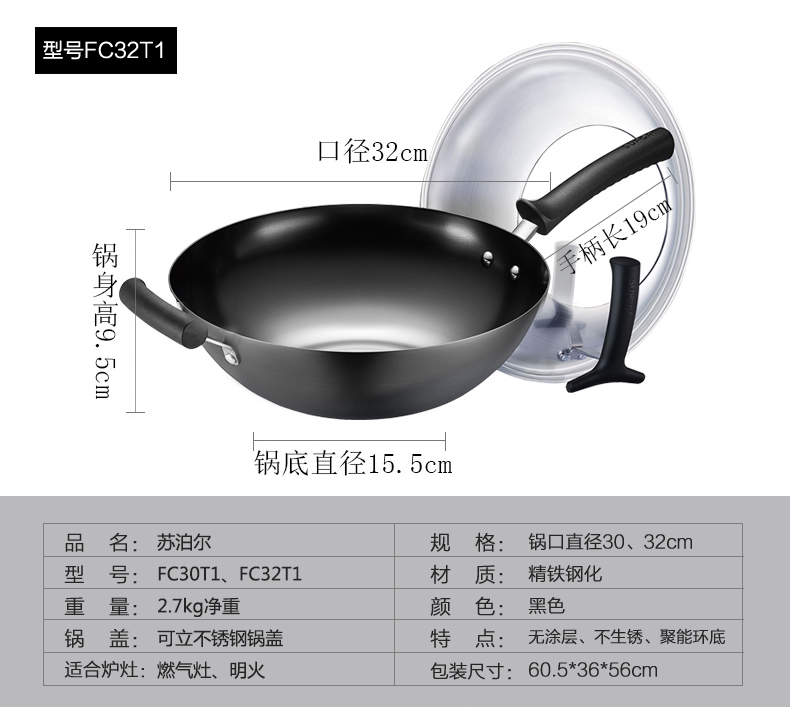 型号FC32T1
口径32cm
手柄长19cm
锅身高9.5cm
锅底直径15.5cm
品 名：苏泊尔
规 格：锅口直径30、32cm
型 号：FC30T1、FC32T1
材 质：精铁钢化
重 量：2.7kg净重
颜 色：黑色
锅 盖：可立不锈钢锅盖
特 点：无涂层、不生锈、聚能环底
适合炉灶：燃气灶、明火
包装尺寸：60.5*36*56cm